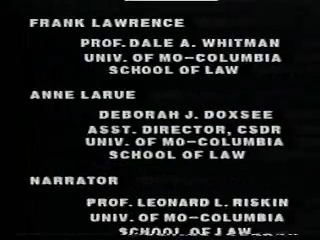 FRANK LAWRENCE
PROF. DALE A. WHITMAN
UNIV. OF MO-COLUMBIA
SCHOOL OF LAW
ANNE LARUE
DEBORAH J. DOXSEE
ASST. DIRECTOR, CSDR
UNIV. OF MO-COLUMBIA
SCHOOL OF LAW
NARRATOR
PROF. LEONARD L. RISKIN
UNIV. OF MO-COLUMBIA
SCHOOL OF LAW